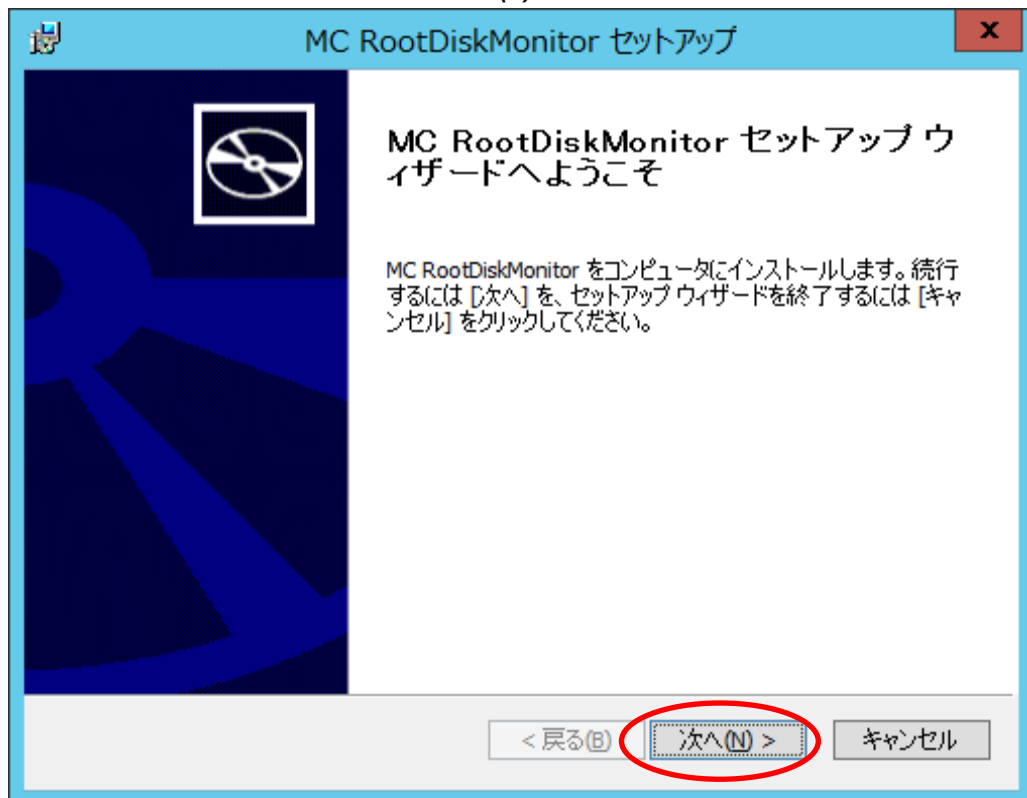 MC RootDiskMonitor セットアップ
x
MC RootDiskMonitor セットアップ ウ
ィザードへようこそ
MC RootDiskMonitor をコンピュータにインストールします。続行
するには [次へ] を、セットアップ ウィザードを終了するには [キャ
ンセル] をクリックしてください。
< 戻る(B)
次へ(N) >
キャンセル